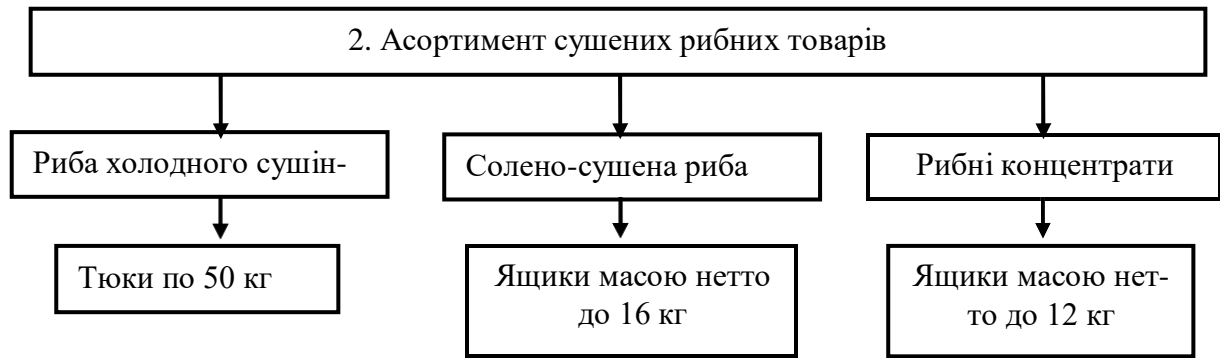 2. Асортимент сушених рибних товарів
Риба холодного сушін-
Солено-сушена риба
Рибні концентрати
Тюки по 50 кг
Ящики масою нетто
до 16 кг
Ящики масою нет-
то до 12 кг